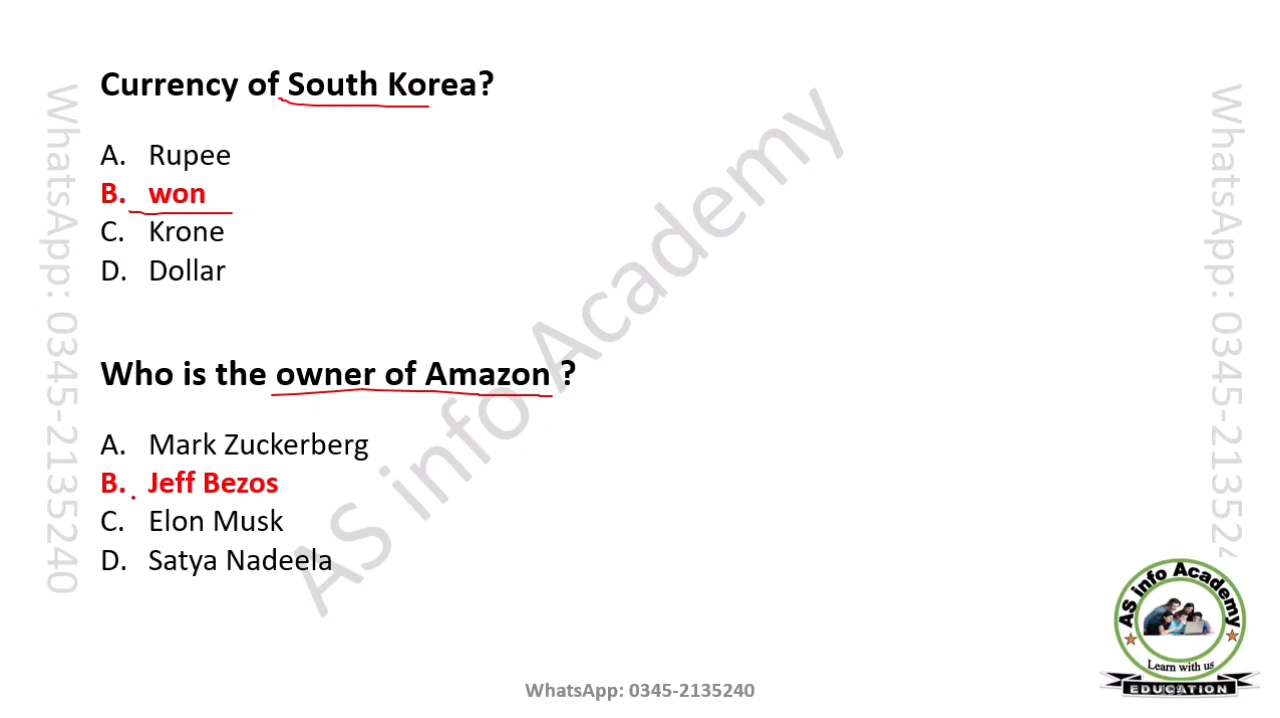 Currency of South Korea?
A. Rupee
B. won
C. Krone
D. Dollar
Who is the owner of Amazon ?
A. Mark Zuckerberg
B. Jeff Bezos
C. Elon Musk
D. Satya Nadeela
WhatsApp: 0345-2135240
AS info Academy
WhatsApp: 0345-21352
AS info Academy
Learn with us
EDUCATION
WhatsApp: 0345-2135240